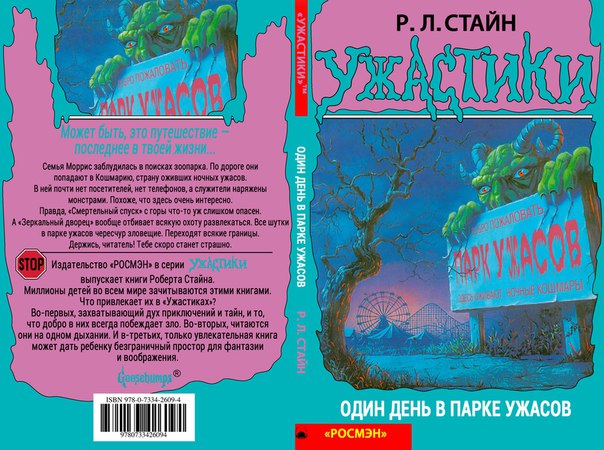 ПОЖАЛОВАТЬ
ПАРК УЖАСОВ
Может быть, это путешествие —
последнее в твоей жизни...
Семья Моррис заблудилась в поисках зоопарка. По дороге они
попадают в Кошмарию, страну оживших ночных ужасов.
В ней почти нет посетителей, нет телефонов, а служители наряжены
монстрами. Похоже, что здесь очень интересно.
Правда, «Смертельный спуск» с горы что-то уж слишком опасен.
А «Зеркальный дворец» вообще отбивает всякую охоту развлекаться. Все шутки
в парке ужасов чересчур зловещие. Переходят всякие границы.
Держись, читатель! Тебе скоро станет страшно.
STOP Издательство «РОСМЭН» в серии УЖАСТИКИ
выпускает книги Роберта Стайна.
Миллионы детей во всем мире зачитываются этими книгами.
Что привлекает их в «Ужастиках»?
Во-первых, захватывающий дух приключений и тайн, и то,
что добро в них всегда побеждает зло. Во-вторых, читаются
они на одном дыхании. И в-третьих, только увлекательная книга
может дать ребенку безграничный простор для фантазии
и воображения.
Goosebumps®
ISBN 978-0-7334-2609-4
9780733426094
«УЖАСТИКИ»™
ОДИН ДЕНЬ В ПАРКЕ УЖАСОВ
Р. Л. СТАЙН
Р. Л. СТАЙН
УЖАСТИКИ
ПОЖАЛОВАТЬ
ПАРК УЖАСОВ
НОЧНЫЕ КОШМАРЫ
ОДИН ДЕНЬ В ПАРКЕ УЖАСОВ
«РОСМЭН»